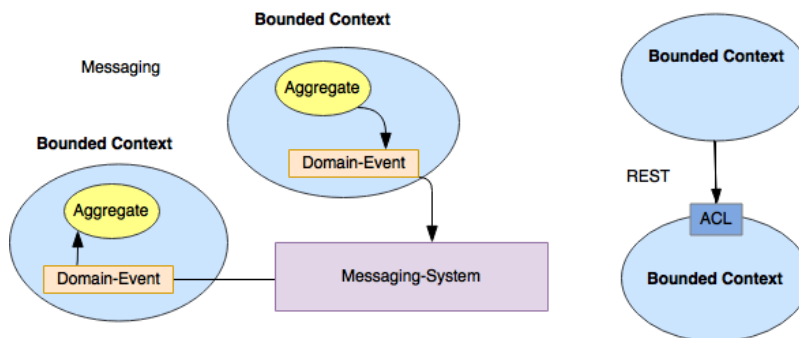 Bounded Context
Messaging
Aggregate
Domain-Event
Bounded Context
Aggregate
Domain-Event
Messaging-System
Bounded Context
REST
ACL
Bounded Context